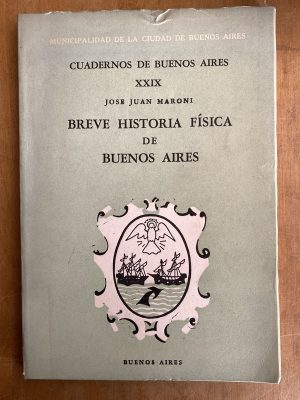 MUNICIPALIDAD DE LA CIUDAD DE BUENOS AIRES
CUADERNOS DE BUENOS AIRES
XXIX
JOSE JUAN MARONI
BREVE HISTORIA FÍSICA
DE
BUENOS AIRES
BUENOS AIRES